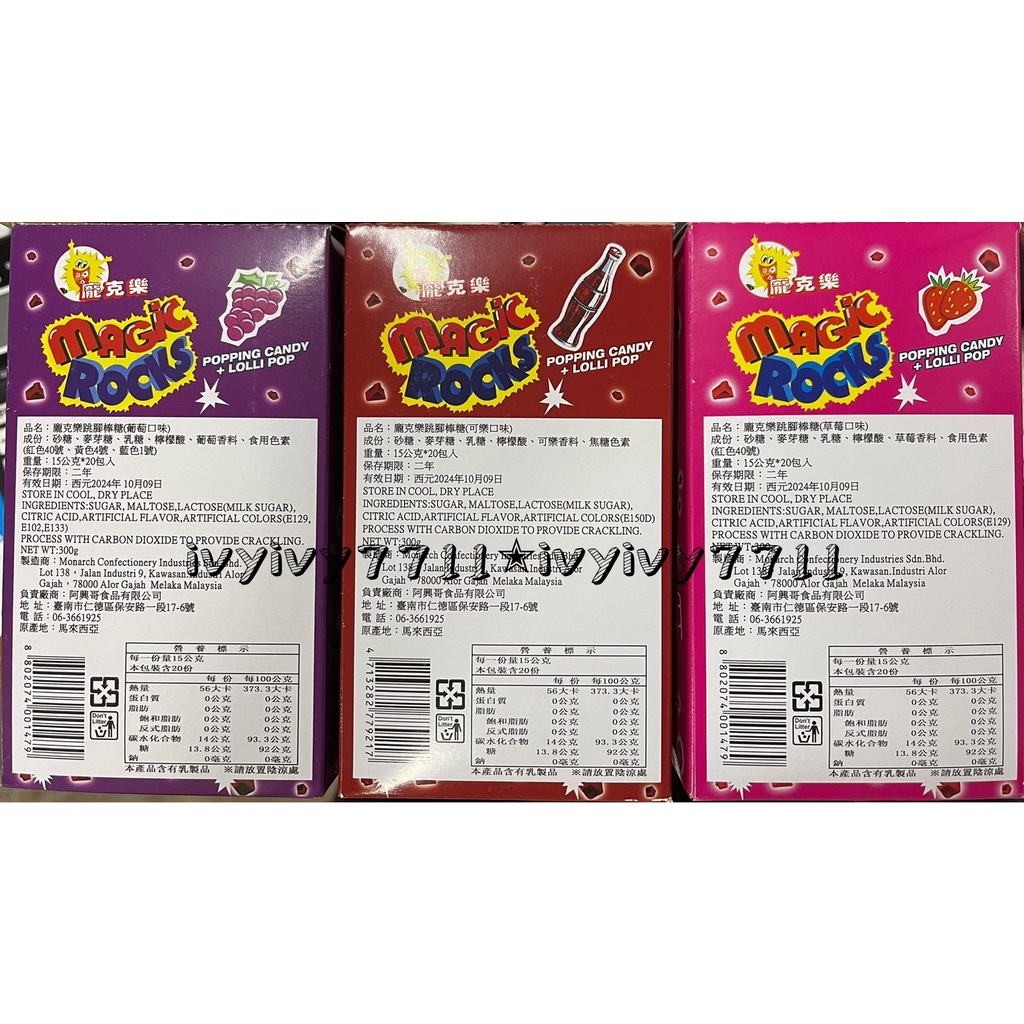 龐克樂
MAGIC
ROCKS
POPPING CANDY
+ LOLLI POP
品名：龐克樂跳腳棒糖(葡萄口味)
成份：砂糖、麥芽糖、乳糖、檸檬酸、葡萄香料、食用色素
(紅色40號、黃色4號、藍色1號)
重量：15公克*20包入
保存期限：二年
有效日期：西元2024年10月09日
STORE IN COOL, DRY PLACE
INGREDIENTS:SUGAR, MALTOSE,LACTOSE(MILK SUGAR),
CITRIC ACID,ARTIFICIAL FLAVOR,ARTIFICIAL COLORS(E129,
E102,E133)
PROCESS WITH CARBON DIOXIDE TO PROVIDE CRACKLING.
NET WT:300g
製造商：Monarch Confectionery Industries Sdn.Bhd.
Lot 138，Jalan Industri 9, Kawasan Industri Alor
Gajah，78000 Alor Gajah Melaka Malaysia
負責廠商：阿興哥食品有限公司
地 址：臺南市仁德區保安路一段17-6號
電 話：06-3661925
原產地：馬來西亞
8802074001479
Don't
Litter
營 養 標 示
每一份量15公克
本包裝含20份
每 份 每100公克
熱量 56大卡 373.3大卡
蛋白質 0公克 0公克
脂肪 0公克 0公克
飽和脂肪 0公克 0公克
反式脂肪 0公克 0公克
碳水化合物 14公克 93.3公克
糖 13.8公克 92公克
鈉 0毫克 0毫克
本產品含有乳製品 ※請放置陰涼處
龐克樂
MAGIC
ROCKS
POPPING CANDY
+ LOLLI POP
品名：龐克樂跳腳棒糖(可樂口味)
成份：砂糖、麥芽糖、乳糖、檸檬酸、可樂香料、焦糖色素
重量：15公克*20包入
保存期限：二年
有效日期：西元2024年10月09日
STORE IN COOL, DRY PLACE
INGREDIENTS:SUGAR, MALTOSE,LACTOSE(MILK SUGAR),
CITRIC ACID,ARTIFICIAL FLAVOR,ARTIFICIAL COLORS(E150D)
PROCESS WITH CARBON DIOXIDE TO PROVIDE CRACKLING.
NET.WT:300g
製造商：Monarch Confectionery Industries Sdn.Bhd.
Lot 138，Jalan Industri 9, Kawasan.Industri Alor
Gajah，78000 Alor Gajah Melaka Malaysia
負責廠商：阿興哥食品有限公司
地 址：臺南市仁德區保安路一段17-6號
電 話：06-3661925
原產地：馬來西亞
4713282779217
Don't
Litter
營 養 標 示
每一份量15公克
本包裝含20份
每 份 每100公克
熱量 56大卡 373.3大卡
蛋白質 0公克 0公克
脂肪 0公克 0公克
飽和脂肪 0公克 0公克
反式脂肪 0公克 0公克
碳水化合物 14公克 93.3公克
糖 13.8公克 92公克
鈉 0毫克 0毫克
本產品含有乳製品 ※請放置陰涼處
龐克樂
MAGIC
ROCKS
POPPING CANDY
+ LOLLI POP
品名：龐克樂跳腳棒糖(草莓口味)
成份：砂糖、麥芽糖、乳糖、檸檬酸、草莓香料、食用色素
(紅色40號)
重量：15公克*20包入
保存期限：二年
有效日期：西元2024年10月09日
STORE IN COOL, DRY PLACE
INGREDIENTS:SUGAR, MALTOSE,LACTOSE(MILK SUGAR),
CITRIC ACID,ARTIFICIAL FLAVOR,ARTIFICIAL COLORS(E129)
PROCESS WITH CARBON DIOXIDE TO PROVIDE CRACKLING.
NET.WT:300g
製造商：Monarch Confectionery Industries Sdn.Bhd.
Lot 138，Jalan Industri 9, Kawasan.Industri Alor
Gajah，78000 Alor Gajah Melaka Malaysia
負責廠商：阿興哥食品有限公司
地 址：臺南市仁德區保安路一段17-6號
電 話：06-3661925
原產地：馬來西亞
8802074001479
Don't
Litter
營 養 標 示
每一份量15公克
本包裝含20份
每 份 每100公克
熱量 56大卡 373.3大卡
蛋白質 0公克 0公克
脂肪 0公克 0公克
飽和脂肪 0公克 0公克
反式脂肪 0公克 0公克
碳水化合物 14公克 93.3公克
糖 13.8公克 92公克
鈉 0毫克 0毫克
本產品含有乳製品 ※請放置陰涼處
ivyivy7711☆ivyivy7711